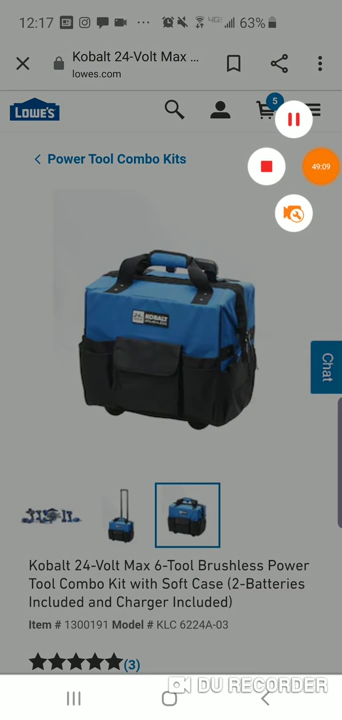 12:17 63%
Kobalt 24-Volt Max ...
lowes.com
LOWE'S
5
49:09
Power Tool Combo Kits
24 KOBALT
Chat
Kobalt 24-Volt Max 6-Tool Brushless Power
Tool Combo Kit with Soft Case (2-Batteries
Included and Charger Included)
Item # 1300191 Model # KLC 6224A-03
(3)
DU RECORDER